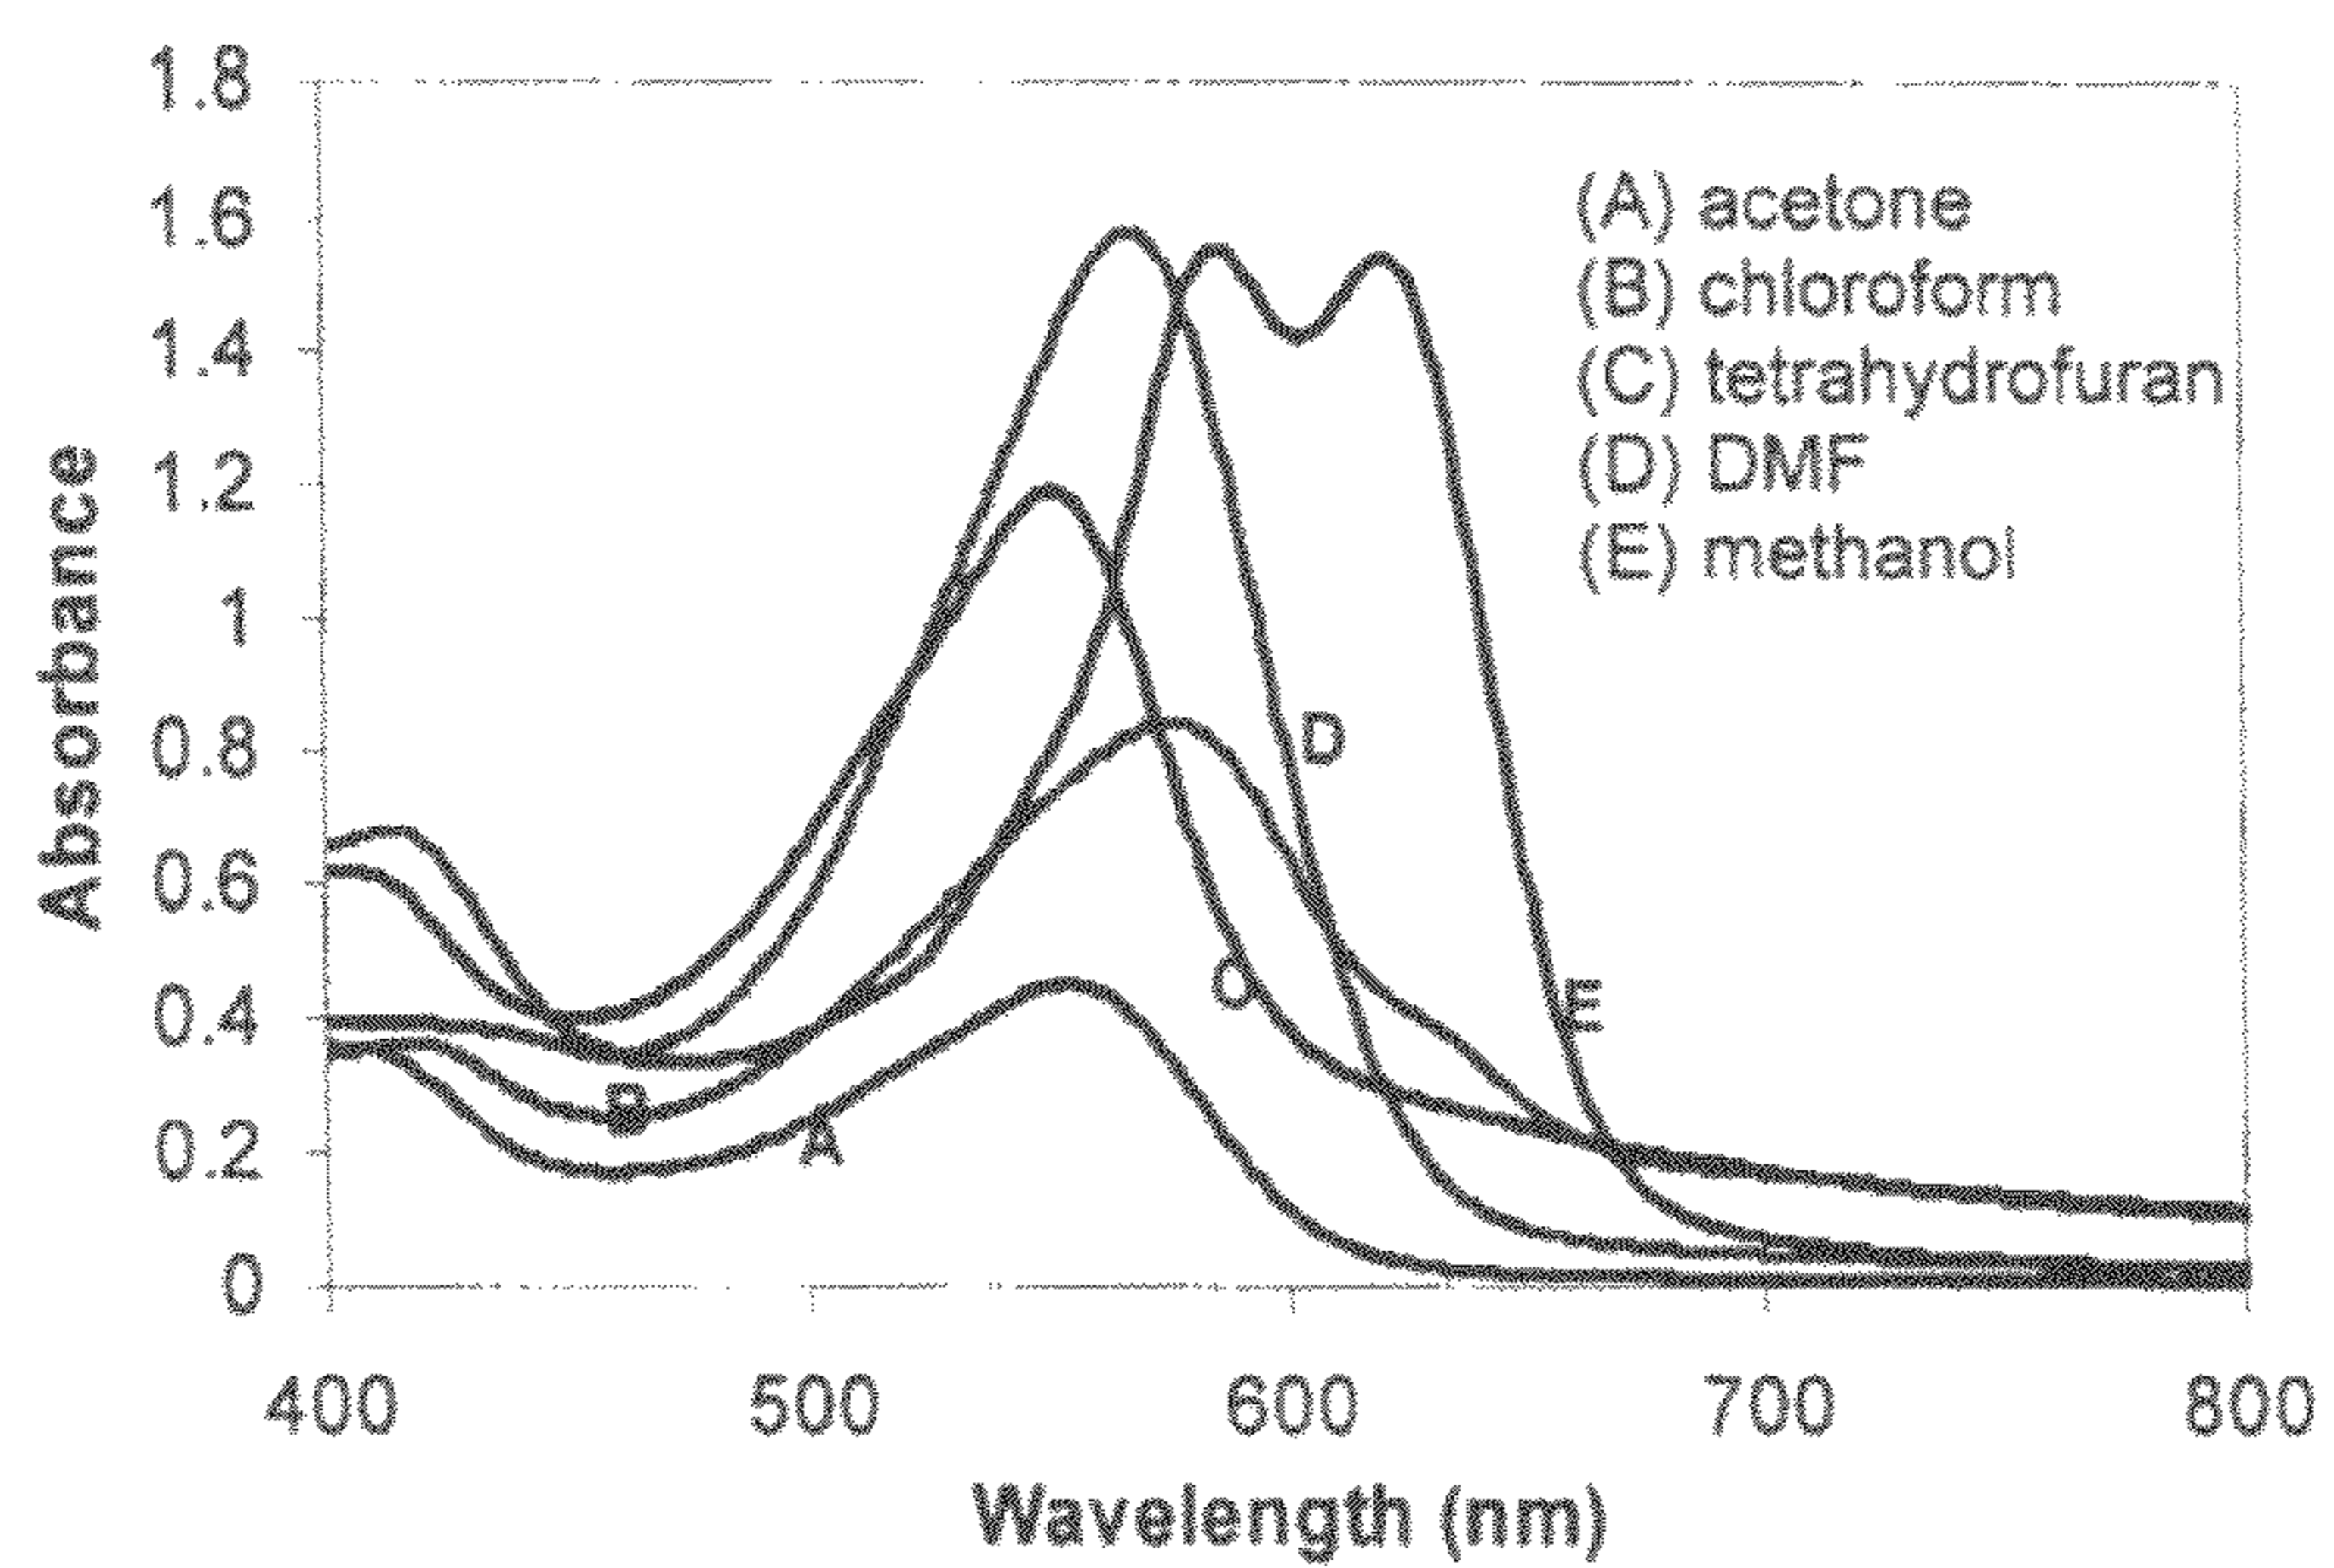 1.8
1.6
1.4
1.2
1
0.8
0.6
0.4
0.2
0
Absorbance
(A) acetone
(B) chloroform
(C) tetrahydrofuran
(D) DMF
(E) methanol
D
C
E
B
A
400 500 600 700 800
Wavelength (nm)